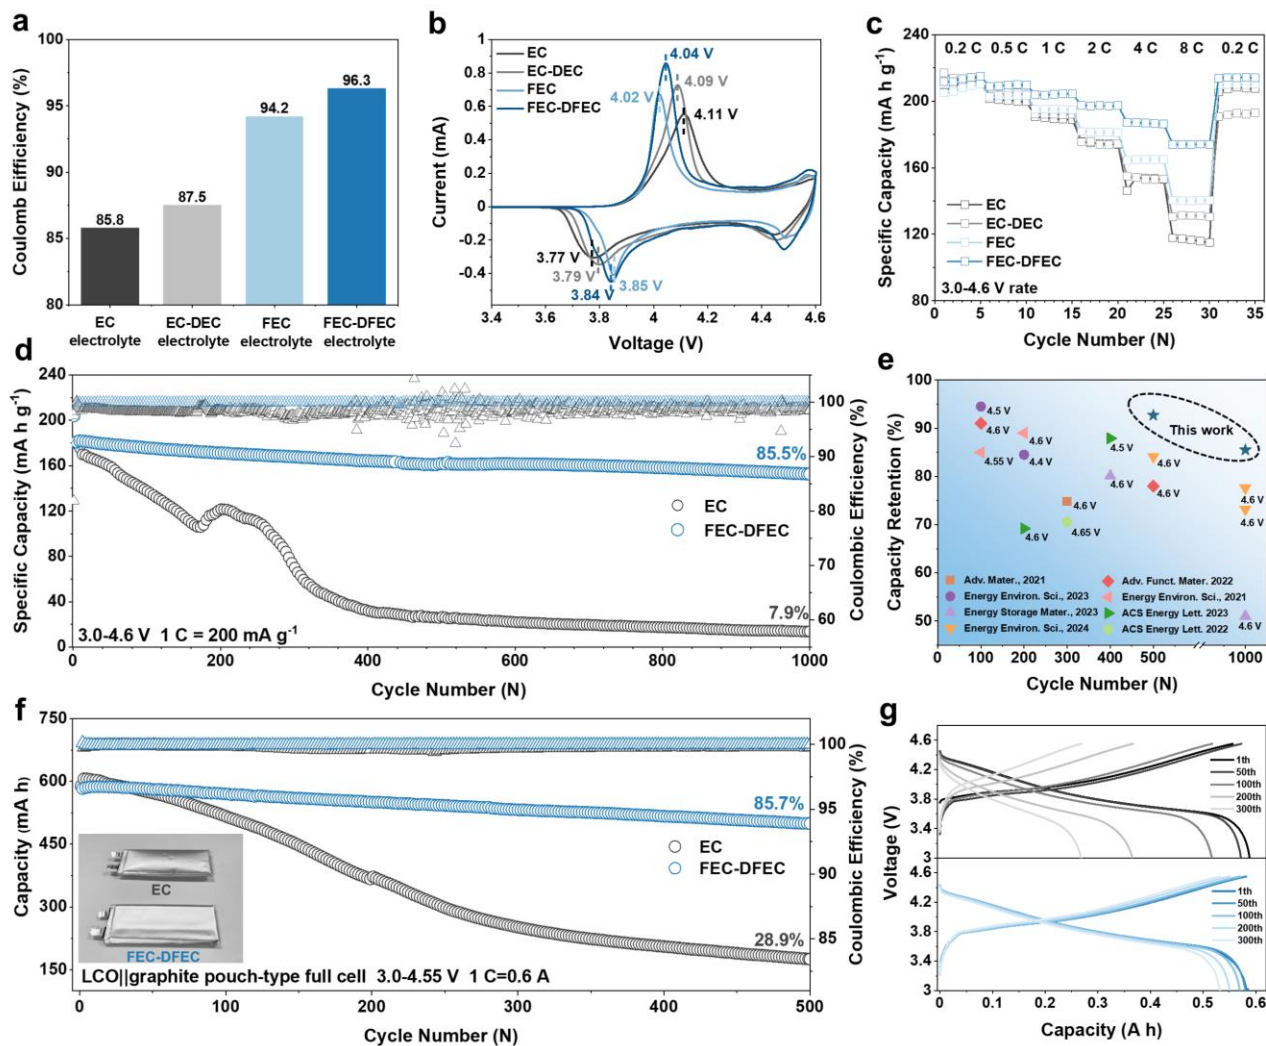 a
Coulomb Eifficiency (%)
100
95
90
85
80
85.8
87.5
94.2
96.3
EC
electrolyte
EC-DEC
electrolyte
FEC
electrolyte
FEC-DFEC
electrolyte
b
Current (mA)
1
0.8
0.6
0.4
0.2
0
-0.2
-0.4
EC
EC-DEC
FEC
FEC-DFEC
4.04 V
4.09 V
4.02 V
4.11 V
3.77 V
3.79 V
3.85 V
3.84 V
3.4 3.6 3.8 4 4.2 4.4 4.6
Voltage (V)
c
Specific Capacity (mA h g-1)
240
200
160
120
80
0.2 C 0.5 C 1 C 2 C 4 C 8 C 0.2 C
EC
EC-DEC
FEC
FEC-DFEC
3.0-4.6 V rate
0 5 10 15 20 25 30 35
Cycle Number (N)
d
Specific Capacity (mA h g-1)
240
200
160
120
80
40
0
85.5%
EC
FEC-DFEC
7.9%
3.0-4.6 V 1 C = 200 mA g-1
0 200 400 600 800 1000
Cycle Number (N)
100
90
80
70
60
Coulombic Efficiency (%)
e
Capacity Retention (%)
100
90
80
70
60
50
This work
4.5 V
4.6 V
4.55 V
4.6 V
4.4 V
4.6 V
4.6 V
4.65 V
4.5 V
4.6 V
4.6 V
4.6 V
4.6 V
4.6 V
4.6 V
Adv. Mater., 2021
Energy Environ. Sci., 2023
Energy Storage Mater., 2023
Energy Environ. Sci., 2024
Adv. Funct. Mater. 2022
Energy Environ. Sci., 2021
ACS Energy Lett. 2023
ACS Energy Lett. 2022
0 100 200 300 400 500 1000
Cycle Number (N)
f
Capacity (mA h)
750
600
450
300
150
85.7%
EC
FEC-DFEC
28.9%
EC
FEC-DFEC
LCO||graphite pouch-type full cell 3.0-4.55 V 1 C=0.6 A
0 100 200 300 400 500
Cycle Number (N)
100
95
90
85
Coulombic Efficiency (%)
g
Voltage (V)
4.6
4.2
3.8
3.4
3
1th
50th
100th
200th
300th
4.6
4.2
3.8
3.4
3
1th
50th
100th
200th
300th
0 0.1 0.2 0.3 0.4 0.5 0.6
Capacity (A h)